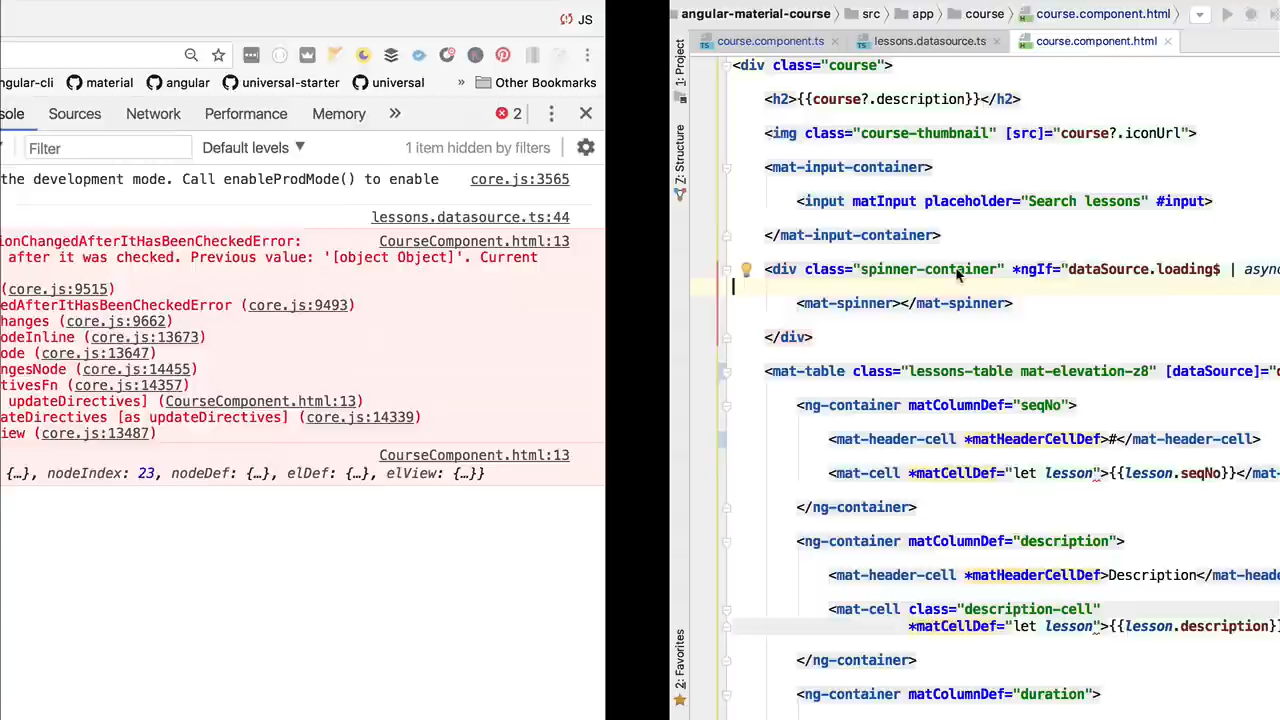 JS
ngular-cli material angular universal-starter universal » Other Bookmarks
sole Sources Network Performance Memory » 2
Filter Default levels ▼ 1 item hidden by filters
the development mode. Call enableProdMode() to enable core.js:3565
lessons.datasource.ts:44
ionChangedAfterItHasBeenCheckedError: CourseComponent.html:13
after it was checked. Previous value: '[object Object]'. Current
(core.js:9515)
edAfterItHasBeenCheckedError (core.js:9493)
hanges (core.js:9662)
odeInline (core.js:13673)
ode (core.js:13647)
ngesNode (core.js:14455)
tivesFn (core.js:14357)
updateDirectives] (CourseComponent.html:13)
ateDirectives [as updateDirectives] (core.js:14339)
iew (core.js:13487)
CourseComponent.html:13
{…}, nodeIndex: 23, nodeDef: {…}, elDef: {…}, elView: {…}}
angular-material-course src app course course.component.html
course.component.ts × lessons.datasource.ts × course.component.html ×
1: Project
7: Structure
2: Favorites
<div class="course">
<h2>{{course?.description}}</h2>
<img class="course-thumbnail" [src]="course?.iconUrl">
<mat-input-container>
<input matInput placeholder="Search lessons" #input>
</mat-input-container>
<div class="spinner-container" *ngIf="dataSource.loading$ | async
<mat-spinner></mat-spinner>
</div>
<mat-table class="lessons-table mat-elevation-z8" [dataSource]="d
<ng-container matColumnDef="seqNo">
<mat-header-cell *matHeaderCellDef>#</mat-header-cell>
<mat-cell *matCellDef="let lesson">{{lesson.seqNo}}</mat-
</ng-container>
<ng-container matColumnDef="description">
<mat-header-cell *matHeaderCellDef>Description</mat-heade
<mat-cell class="description-cell"
*matCellDef="let lesson">{{lesson.description}}
</ng-container>
<ng-container matColumnDef="duration">